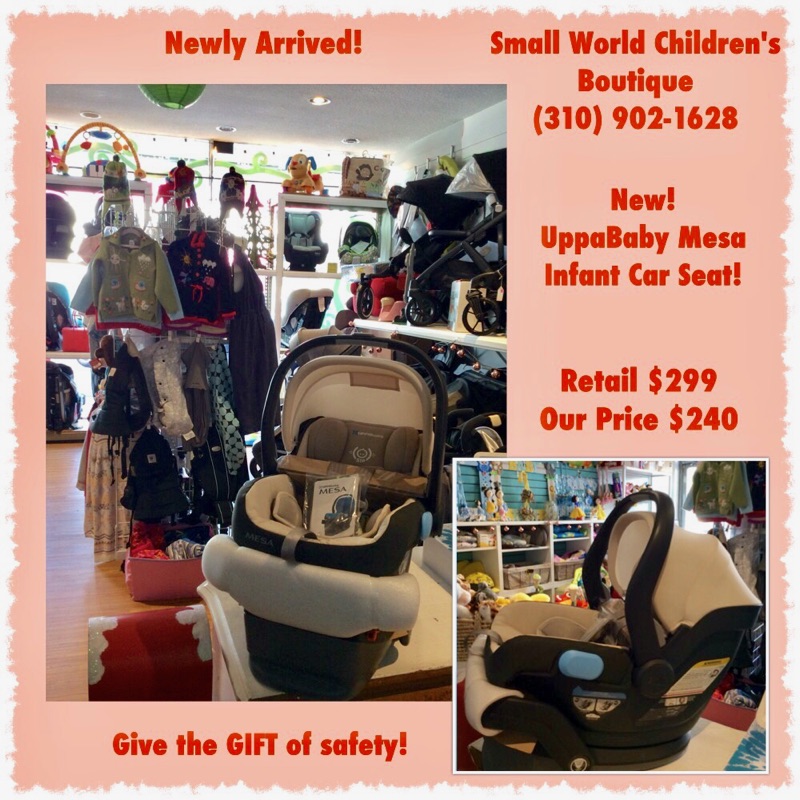 Newly Arrived!
Small World Children's
Boutique
(310) 902-1628
New!
UppaBaby Mesa
Infant Car Seat!
Retail $299
Our Price $240
MESA
MESA
Give the GIFT of safety!